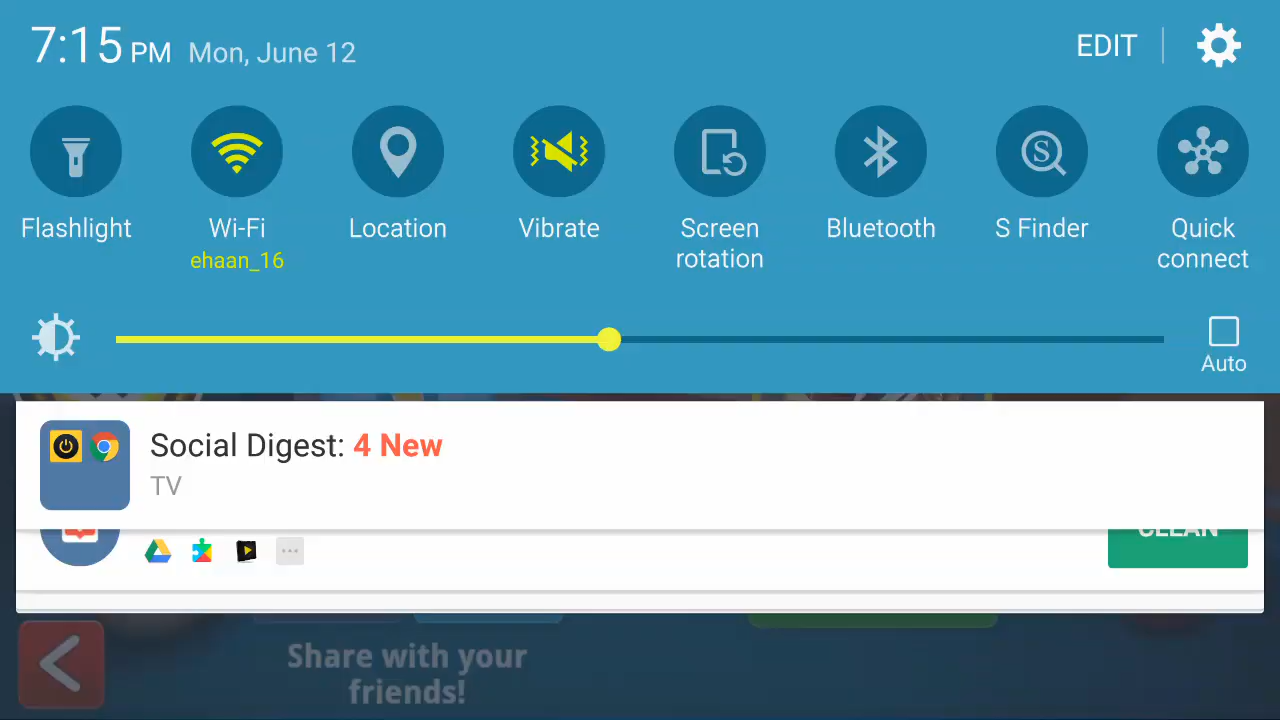 7:15 PM Mon, June 12
EDIT
Flashlight
Wi-Fi
ehaan_16
Location
Vibrate
Screen
rotation
Bluetooth
S
S Finder
Quick
connect
Auto
Social Digest: 4 New
TV
CLEAN
Share with your
friends!